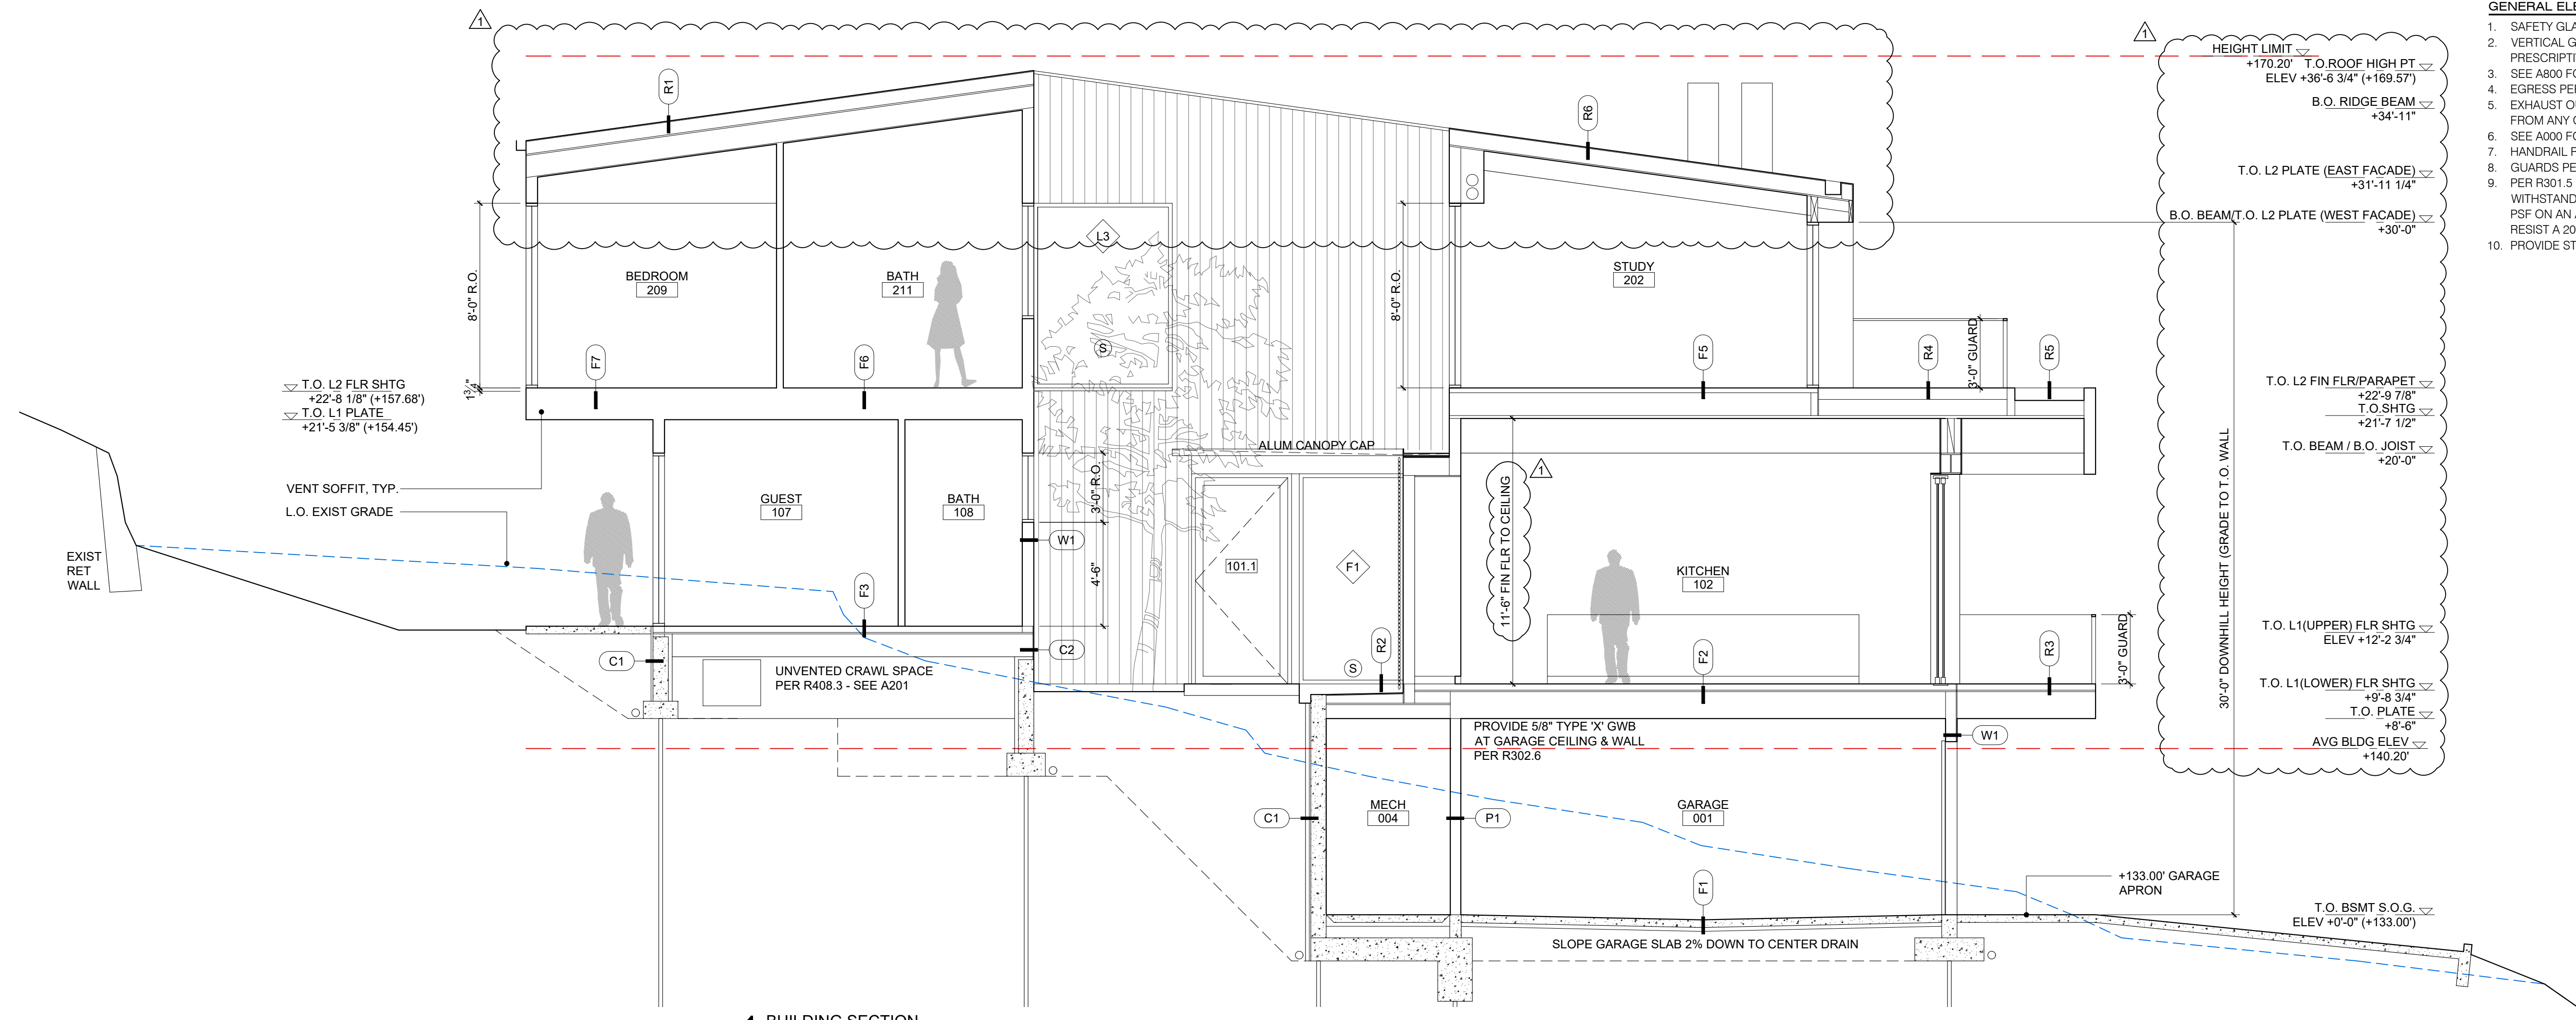 1
1
GENERAL
1. SAFETY
2. VERTICAL
3. SEE A800
4. EGRESS
5. EXHAUST
FROM ANY
6. SEE A000
7. HANDRAIL
8. GUARDS
9. PER R301.5
WITHSTAND
PSF ON AN
RESIST A
10. PROVIDE
HEIGHT LIMIT
+170.20' T.O.ROOF HIGH PT
ELEV +36'-6 3/4" (+169.57')
B.O. RIDGE BEAM
+34'-11"
T.O. L2 PLATE (EAST FACADE)
+31'-11 1/4"
B.O. BEAM/T.O. L2 PLATE (WEST FACADE)
+30'-0"
R1
R6
L3
8'-0" R.O.
BEDROOM
209
BATH
211
8'-0" R.O.
STUDY
202
S
F7
F6
F5
R4
3'-0" GUARD
R5
1 3/4"
T.O. L2 FLR SHTG
+22'-8 1/8" (+157.68')
T.O. L1 PLATE
+21'-5 3/8" (+154.45')
T.O. L2 FIN FLR/PARAPET
+22'-9 7/8"
T.O.SHTG
+21'-7 1/2"
T.O. BEAM / B.O. JOIST
+20'-0"
ALUM CANOPY CAP
VENT SOFFIT, TYP.
L.O. EXIST GRADE
EXIST
RET
WALL
GUEST
107
BATH
108
3'-0" R.O.
4'-6"
W1
101.1
F1
11'-6" FIN FLR TO CEILING
1
KITCHEN
102
30'-0" DOWNHILL HEIGHT (GRADE TO T.O. WALL
F3
C1
UNVENTED CRAWL SPACE
PER R408.3 - SEE A201
C2
S
R2
F2
R3
3'-0" GUARD
T.O. L1(UPPER) FLR SHTG
ELEV +12'-2 3/4"
T.O. L1(LOWER) FLR SHTG
+9'-8 3/4"
T.O. PLATE
+8'-6"
AVG BLDG ELEV
+140.20'
PROVIDE 5/8" TYPE 'X' GWB
AT GARAGE CEILING & WALL
PER R302.6
W1
C1
MECH
004
P1
GARAGE
001
F1
+133.00' GARAGE
APRON
T.O. BSMT S.O.G.
ELEV +0'-0" (+133.00')
SLOPE GARAGE SLAB 2% DOWN TO CENTER DRAIN
BUILDING SECTION